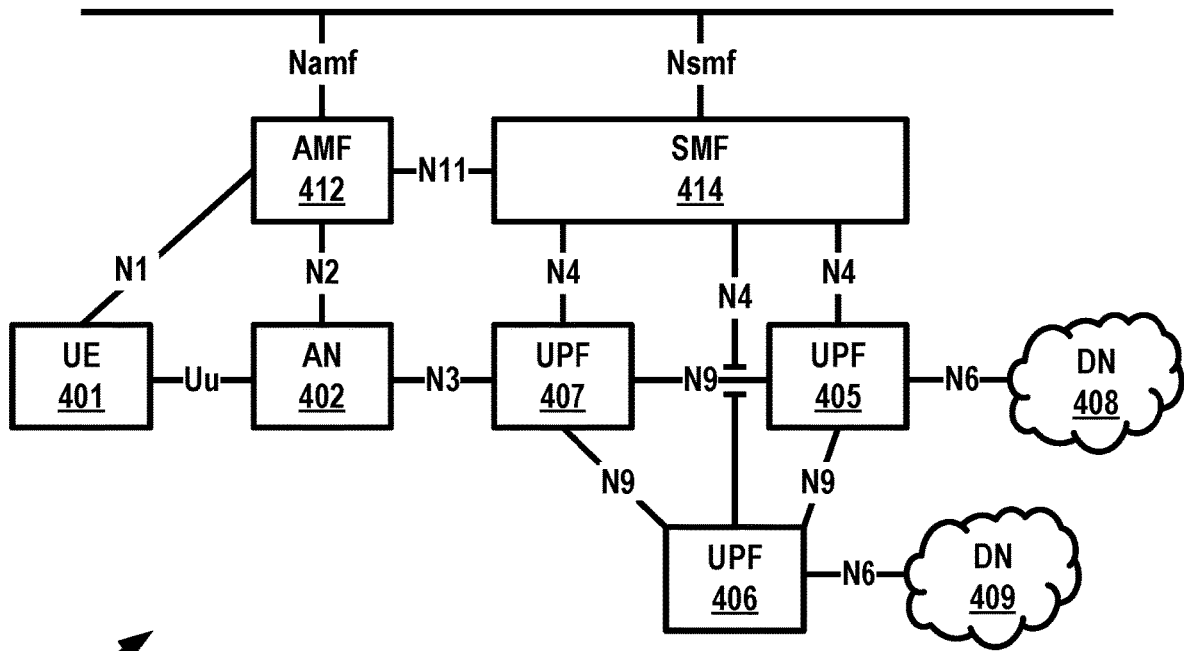 Namf
Nsmf
AMF
412
N11
SMF
414
N1
N2
N4
N4
N4
UE
401
Uu
AN
402
N3
UPF
407
N9
UPF
405
N6
DN
408
N9
N9
UPF
406
N6
DN
409